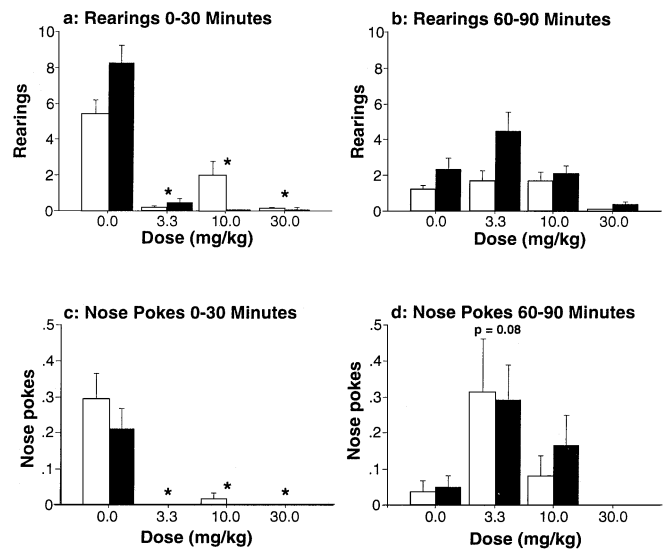 a: Rearings 0-30 Minutes
10
8
6
4
2
0
Rearings
*
*
*
0.0 3.3 10.0 30.0
Dose (mg/kg)
b: Rearings 60-90 Minutes
10
8
6
4
2
0
Rearings
0.0 3.3 10.0 30.0
Dose (mg/kg)
c: Nose Pokes 0-30 Minutes
.5
.4
.3
.2
.1
0
Nose pokes
*
*
*
0.0 3.3 10.0 30.0
Dose (mg/kg)
d: Nose Pokes 60-90 Minutes
p = 0.08
.5
.4
.3
.2
.1
0
Nose pokes
0.0 3.3 10.0 30.0
Dose (mg/kg)